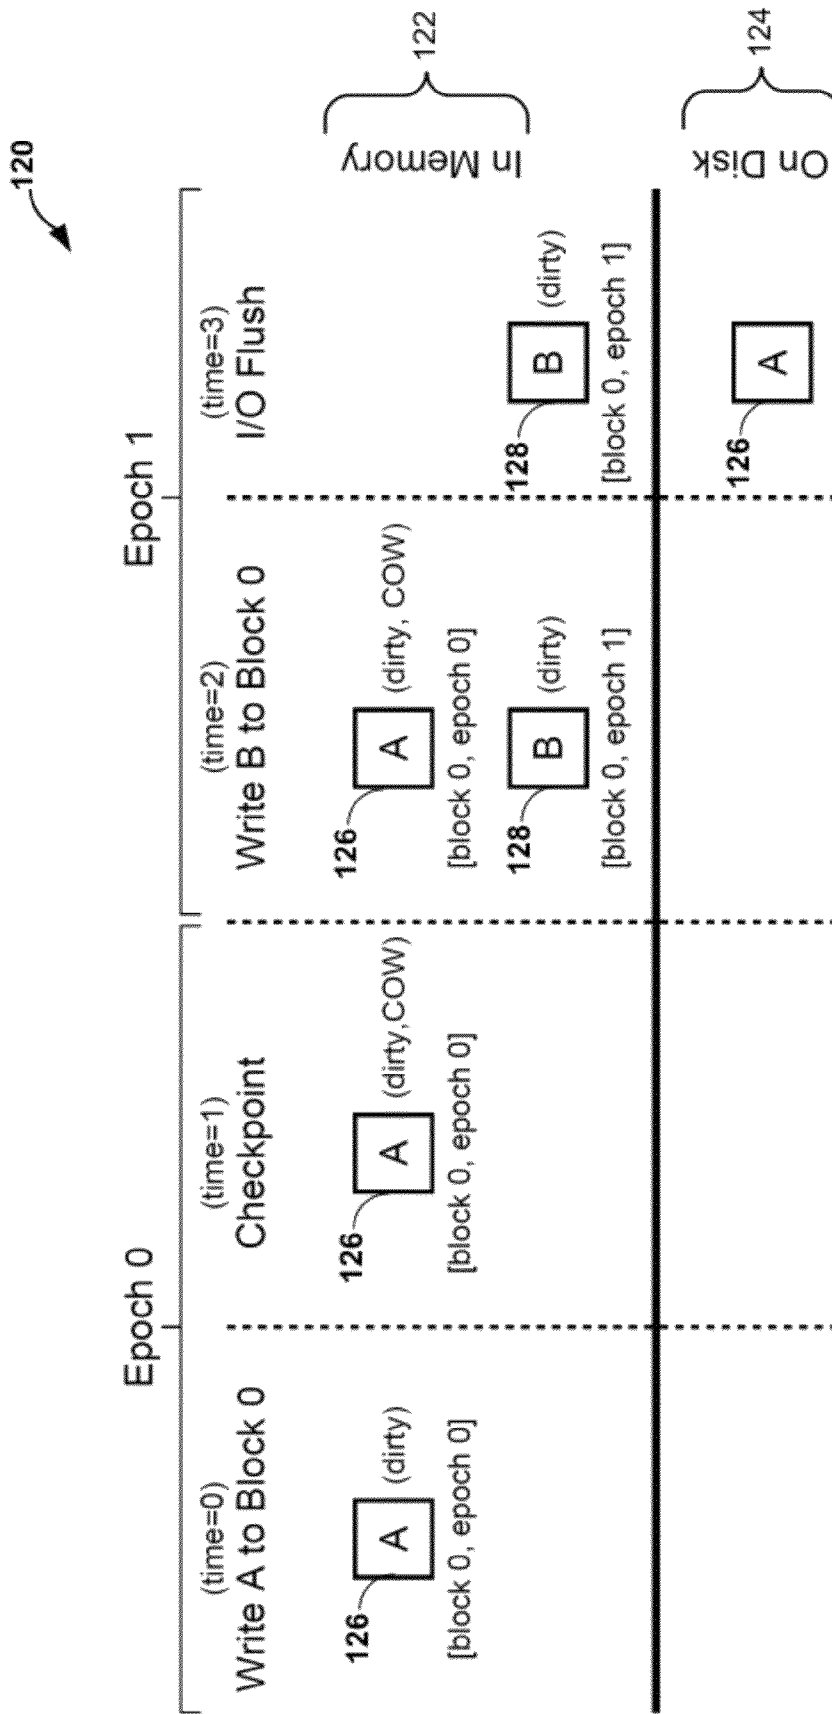 120
Epoch 0
Epoch 1
(time=0)
Write A to Block 0
(time=1)
Checkpoint
(time=2)
Write B to Block 0
(time=3)
I/O Flush
126
A
(dirty)
[block 0, epoch 0]
126
A
(dirty,COW)
[block 0, epoch 0]
126
A
(dirty, COW)
[block 0, epoch 0]
128
B
(dirty)
[block 0, epoch 1]
128
B
(dirty)
[block 0, epoch 1]
In Memory
122
126
A
On Disk
124